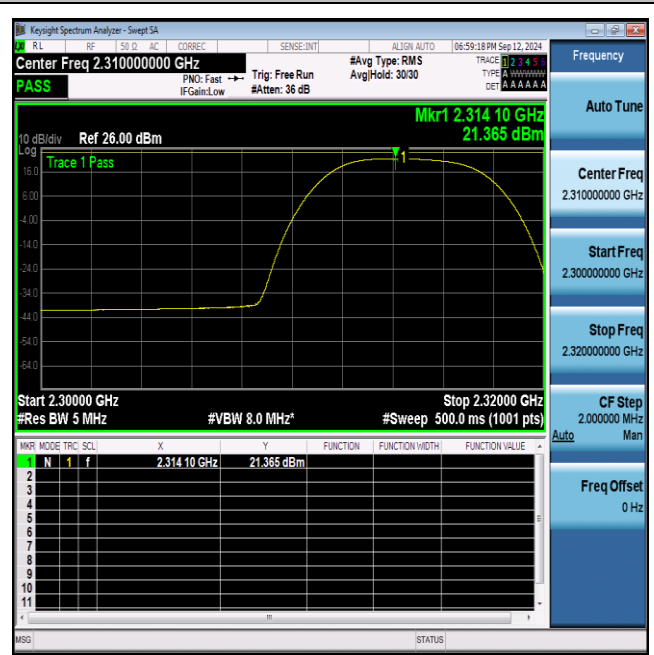 Keysight Spectrum Analyzer - Swept SA
LXI RL RF 50 Ω AC CORREC SENSE:INT ALIGN AUTO 06:59:18 PM Sep 12, 2024
Center Freq 2.310000000 GHz
PNO: Fast
IFGain:Low
Trig: Free Run
#Atten: 36 dB
#Avg Type: RMS
Avg|Hold: 30/30
TRACE 1 2 3 4 5 6
TYPE A WWWWW
DET A A A A A A
PASS
Mkr1 2.314 10 GHz
21.365 dBm
10 dB/div Ref 26.00 dBm
Log
Trace 1 Pass
1
16.0
6.00
-4.00
-14.0
-24.0
-34.0
-44.0
-54.0
-64.0
Start 2.30000 GHz Stop 2.32000 GHz
#Res BW 5 MHz #VBW 8.0 MHz* #Sweep 500.0 ms (1001 pts)
MKR MODE TRC SCL X Y FUNCTION FUNCTION WIDTH FUNCTION VALUE
1 N 1 f 2.314 10 GHz 21.365 dBm
2
3
4
5
6
7
8
9
10
11
MSG STATUS
Frequency
Auto Tune
Center Freq
2.310000000 GHz
Start Freq
2.300000000 GHz
Stop Freq
2.320000000 GHz
CF Step
2.000000 MHz
Auto Man
Freq Offset
0 Hz